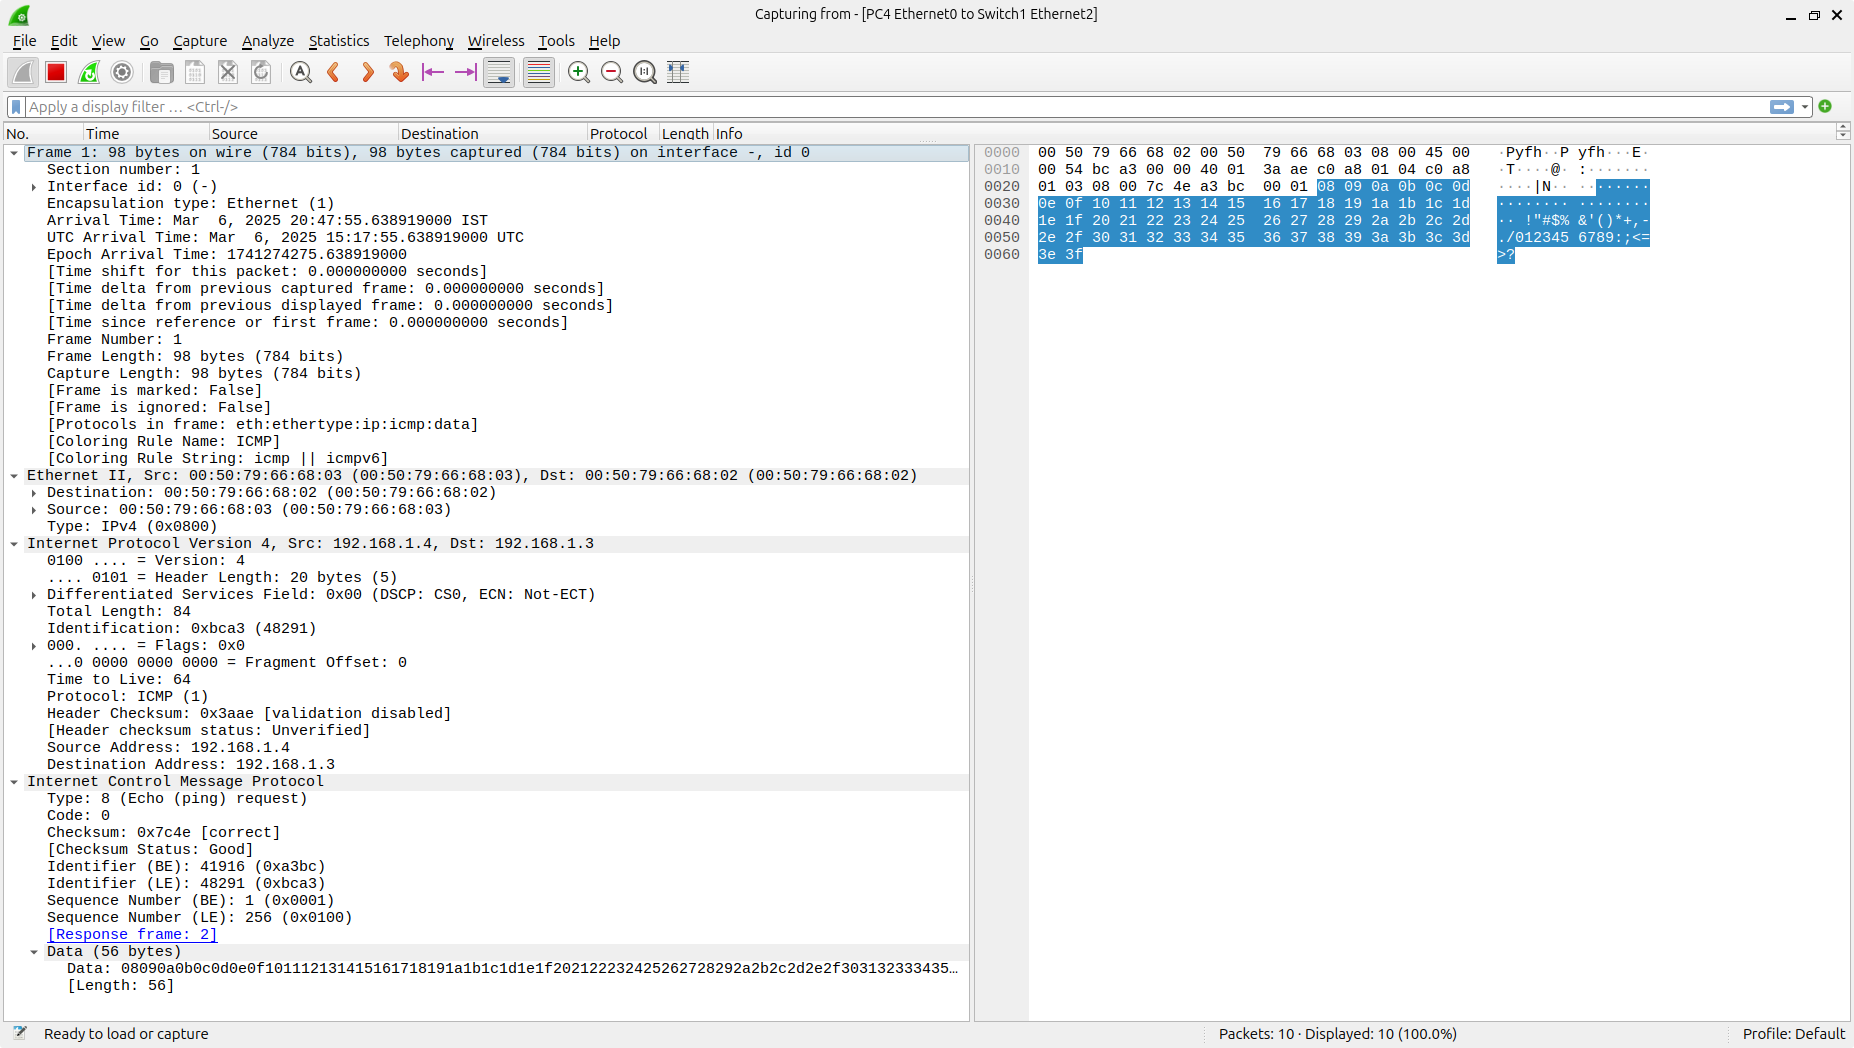 Capturing from - [PC4 Ethernet0 to Switch1 Ethernet2]
File Edit View Go Capture Analyze Statistics Telephony Wireless Tools Help
Apply a display filter … <Ctrl-/>
No. Time Source Destination Protocol Length Info
Frame 1: 98 bytes on wire (784 bits), 98 bytes captured (784 bits) on interface -, id 0
Section number: 1
Interface id: 0 (-)
Encapsulation type: Ethernet (1)
Arrival Time: Mar  6, 2025 20:47:55.638919000 IST
UTC Arrival Time: Mar  6, 2025 15:17:55.638919000 UTC
Epoch Arrival Time: 1741274275.638919000
[Time shift for this packet: 0.000000000 seconds]
[Time delta from previous captured frame: 0.000000000 seconds]
[Time delta from previous displayed frame: 0.000000000 seconds]
[Time since reference or first frame: 0.000000000 seconds]
Frame Number: 1
Frame Length: 98 bytes (784 bits)
Capture Length: 98 bytes (784 bits)
[Frame is marked: False]
[Frame is ignored: False]
[Protocols in frame: eth:ethertype:ip:icmp:data]
[Coloring Rule Name: ICMP]
[Coloring Rule String: icmp || icmpv6]
Ethernet II, Src: 00:50:79:66:68:03 (00:50:79:66:68:03), Dst: 00:50:79:66:68:02 (00:50:79:66:68:02)
Destination: 00:50:79:66:68:02 (00:50:79:66:68:02)
Source: 00:50:79:66:68:03 (00:50:79:66:68:03)
Type: IPv4 (0x0800)
Internet Protocol Version 4, Src: 192.168.1.4, Dst: 192.168.1.3
0100 .... = Version: 4
.... 0101 = Header Length: 20 bytes (5)
Differentiated Services Field: 0x00 (DSCP: CS0, ECN: Not-ECT)
Total Length: 84
Identification: 0xbca3 (48291)
000. .... = Flags: 0x0
...0 0000 0000 0000 = Fragment Offset: 0
Time to Live: 64
Protocol: ICMP (1)
Header Checksum: 0x3aae [validation disabled]
[Header checksum status: Unverified]
Source Address: 192.168.1.4
Destination Address: 192.168.1.3
Internet Control Message Protocol
Type: 8 (Echo (ping) request)
Code: 0
Checksum: 0x7c4e [correct]
[Checksum Status: Good]
Identifier (BE): 41916 (0xa3bc)
Identifier (LE): 48291 (0xbca3)
Sequence Number (BE): 1 (0x0001)
Sequence Number (LE): 256 (0x0100)
[Response frame: 2]
Data (56 bytes)
Data: 08090a0b0c0d0e0f101112131415161718191a1b1c1d1e1f202122232425262728292a2b2c2d2e2f303132333435…
[Length: 56]
0000 00 50 79 66 68 02 00 50 79 66 68 03 08 00 45 00 ·Pyfh··P yfh···E·
0010 00 54 bc a3 00 00 40 01 3a ae c0 a8 01 04 c0 a8 ·T····@· :·······
0020 01 03 08 00 7c 4e a3 bc 00 01 08 09 0a 0b 0c 0d ····|N·· ········
0030 0e 0f 10 11 12 13 14 15 16 17 18 19 1a 1b 1c 1d ········ ········
0040 1e 1f 20 21 22 23 24 25 26 27 28 29 2a 2b 2c 2d ·· !"#$% &'()*+,-
0050 2e 2f 30 31 32 33 34 35 36 37 38 39 3a 3b 3c 3d ./012345 6789:;<=
0060 3e 3f >?
Ready to load or capture
Packets: 10 · Displayed: 10 (100.0%)
Profile: Default